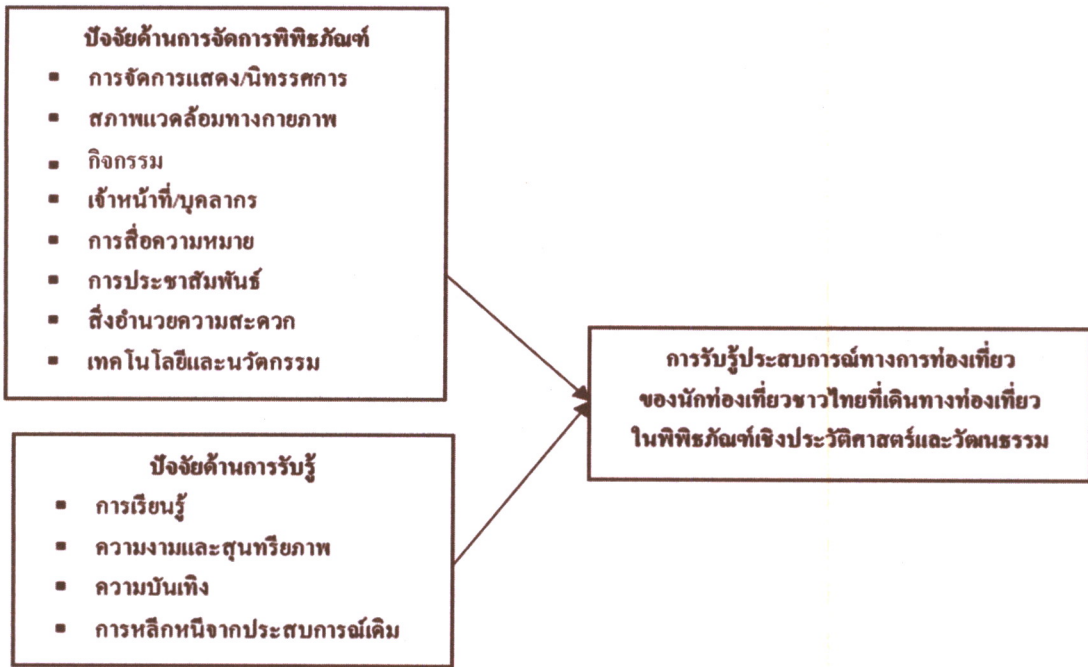 ปัจจัยด้านการจัดการพิพิธภัณฑ์
▪ การจัดการแสดง/นิทรรศการ
▪ สภาพแวดล้อมทางกายภาพ
▪ กิจกรรม
▪ เจ้าหน้าที่/บุคลากร
▪ การสื่อความหมาย
▪ การประชาสัมพันธ์
▪ สิ่งอำนวยความสะดวก
▪ เทคโนโลยีและนวัตกรรม
การรับรู้ประสบการณ์ทางการท่องเที่ยว
ของนักท่องเที่ยวชาวไทยที่เดินทางท่องเที่ยว
ในพิพิธภัณฑ์เชิงประวัติศาสตร์และวัฒนธรรม
ปัจจัยด้านการรับรู้
▪ การเรียนรู้
▪ ความงามและสุนทรียภาพ
▪ ความบันเทิง
▪ การหลีกหนีจากประสบการณ์เดิม